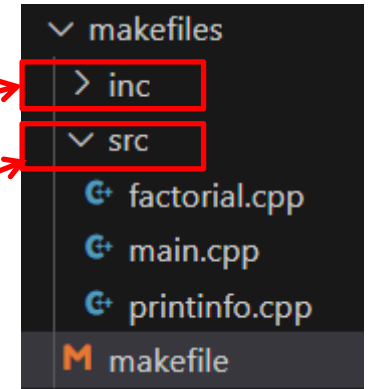 makefiles
inc
src
factorial.cpp
main.cpp
printinfo.cpp
M makefile